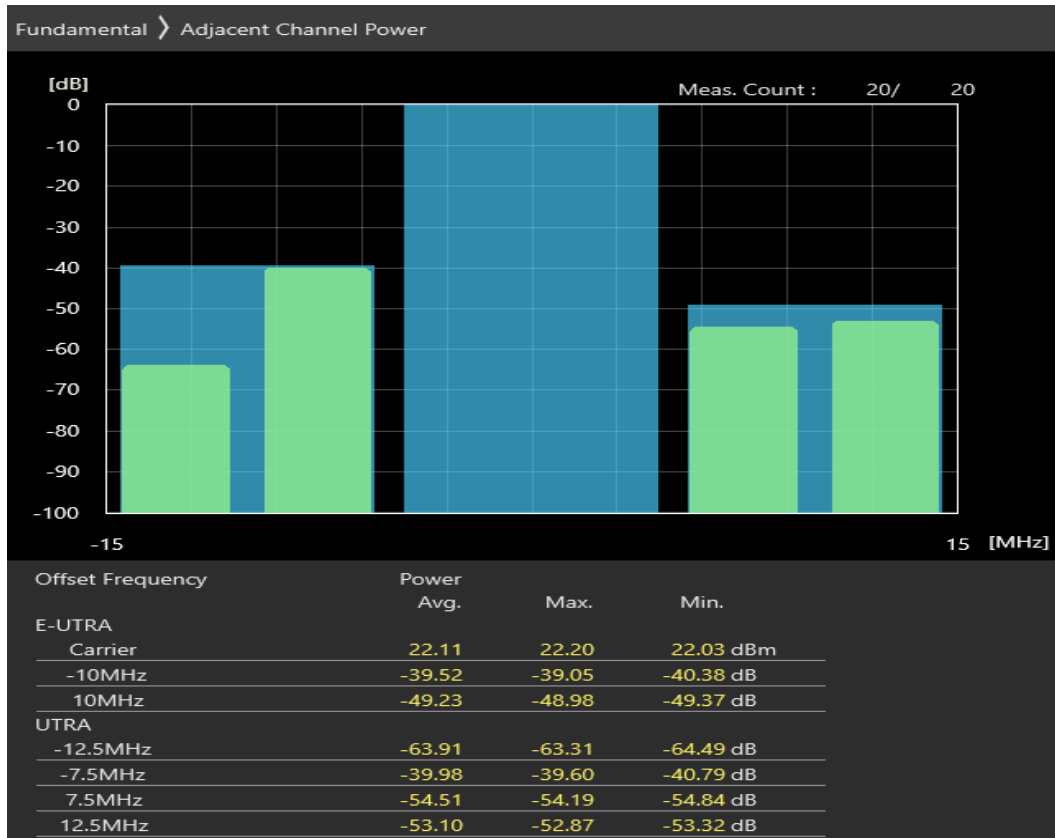 Fundamental ❯ Adjacent Channel Power
[dB]
Meas. Count : 20/ 20
0
-10
-20
-30
-40
-50
-60
-70
-80
-90
-100
-15 15 [MHz]
Offset Frequency Power
Avg. Max. Min.
E-UTRA
Carrier 22.11 22.20 22.03 dBm
-10MHz -39.52 -39.05 -40.38 dB
10MHz -49.23 -48.98 -49.37 dB
UTRA
-12.5MHz -63.91 -63.31 -64.49 dB
-7.5MHz -39.98 -39.60 -40.79 dB
7.5MHz -54.51 -54.19 -54.84 dB
12.5MHz -53.10 -52.87 -53.32 dB